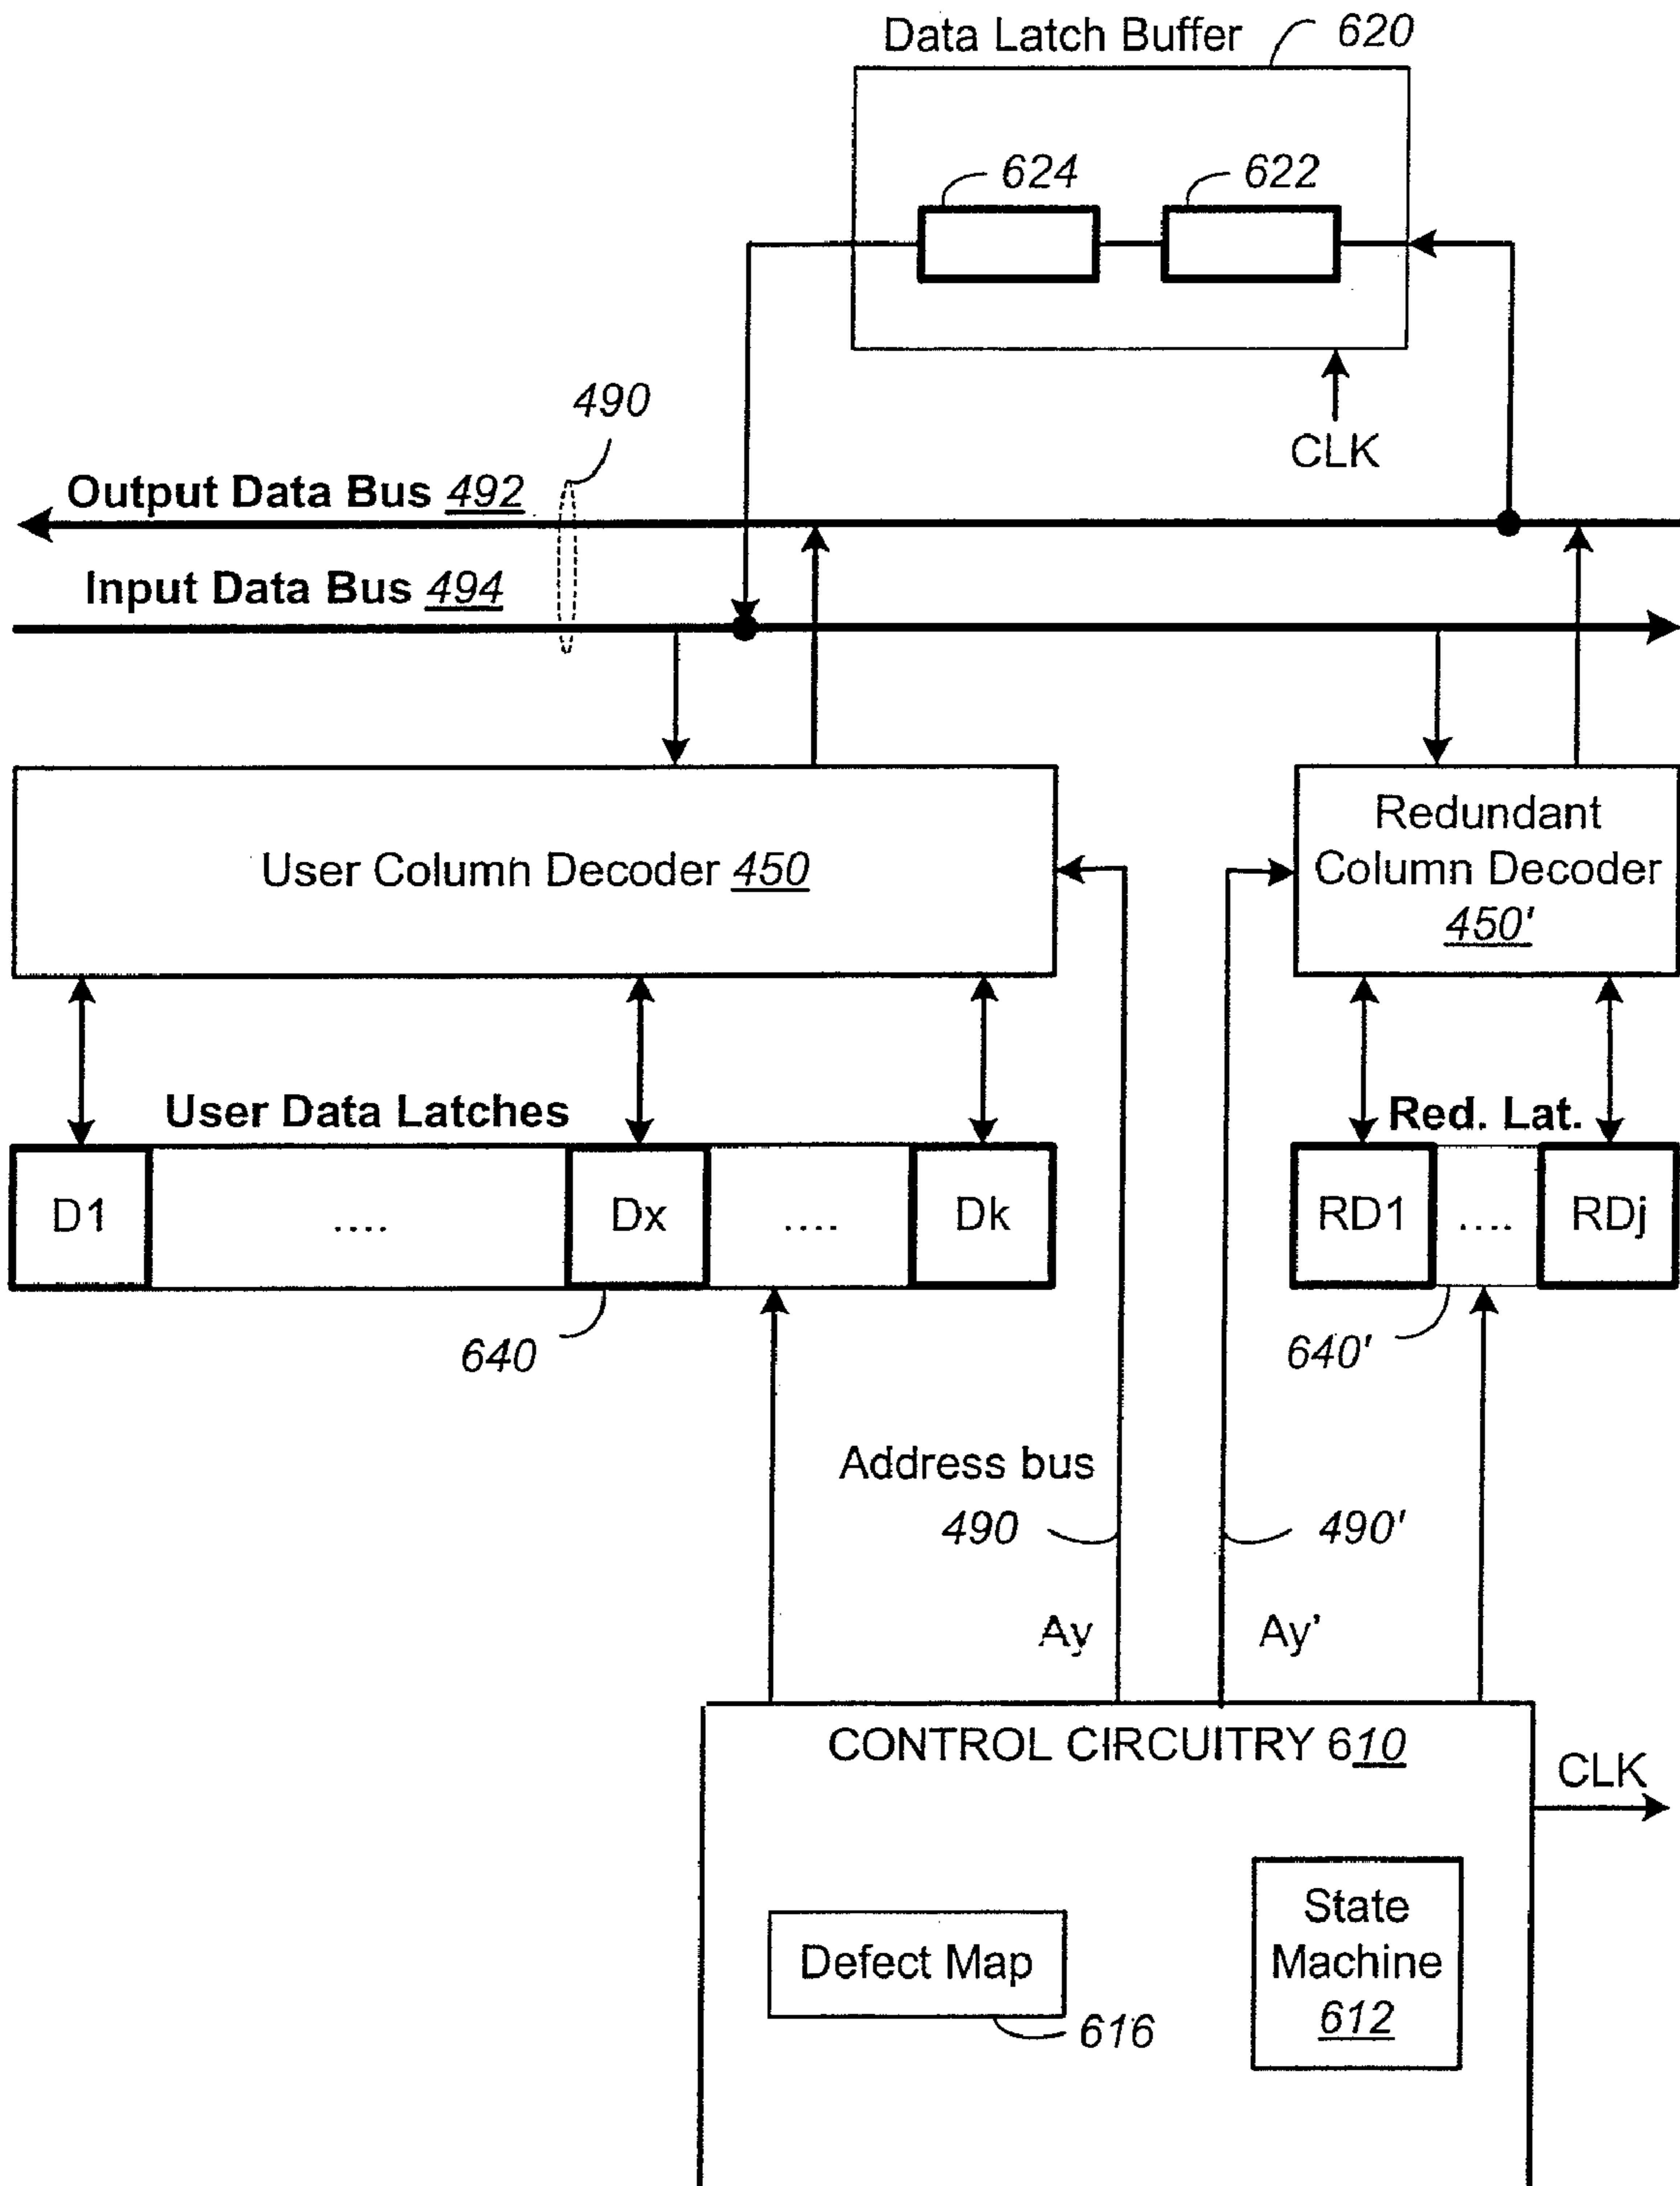 Data Latch Buffer 620
624 622
490
CLK
Output Data Bus 492
Input Data Bus 494
User Column Decoder 450
Redundant
Column Decoder
450'
User Data Latches
Red. Lat.
D1 .... Dx .... Dk
RD1 .... RDj
640
640'
Address bus
490
490'
Ay
Ay’
CONTROL CIRCUITRY 610
CLK
Defect Map
616
State
Machine
612